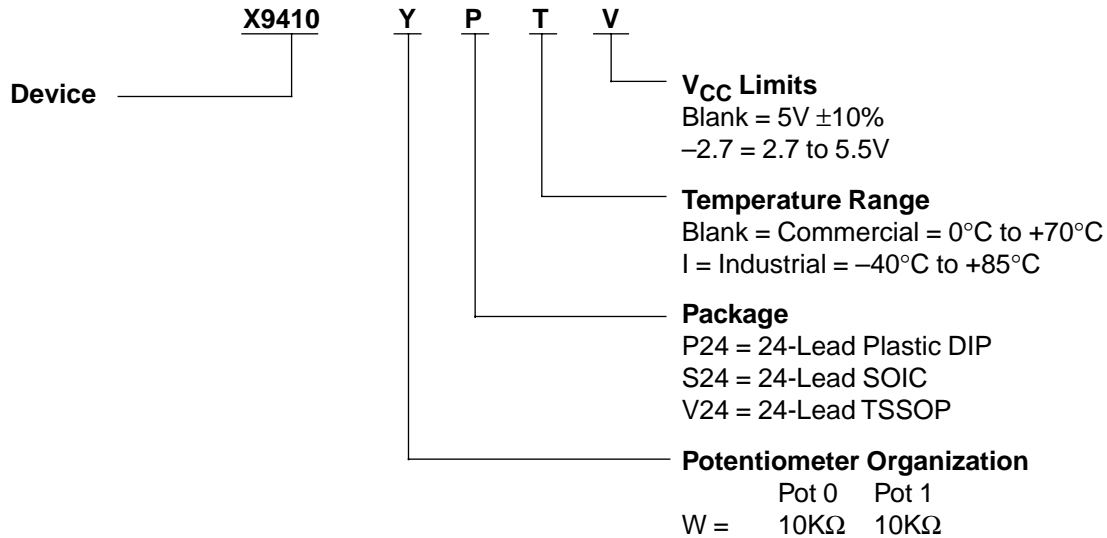 X9410 Y P T V
Device
VCC Limits
Blank = 5V ±10%
–2.7 = 2.7 to 5.5V
Temperature Range
Blank = Commercial = 0°C to +70°C
I = Industrial = –40°C to +85°C
Package
P24 = 24-Lead Plastic DIP
S24 = 24-Lead SOIC
V24 = 24-Lead TSSOP
Potentiometer Organization
Pot 0 Pot 1
W = 10KΩ 10KΩ